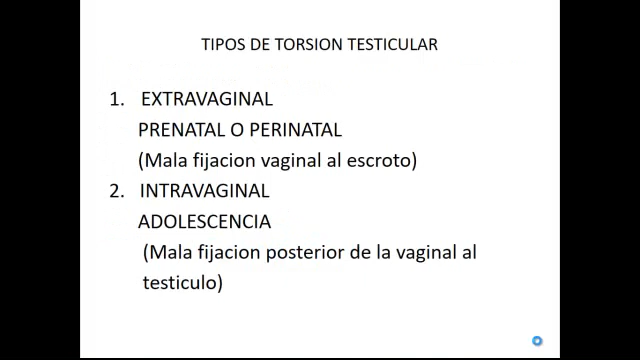 TIPOS DE TORSION TESTICULAR
1. EXTRAVAGINAL
PRENATAL O PERINATAL
(Mala fijacion vaginal al escroto)
2. INTRAVAGINAL
ADOLESCENCIA
(Mala fijacion posterior de la vaginal al
testiculo)